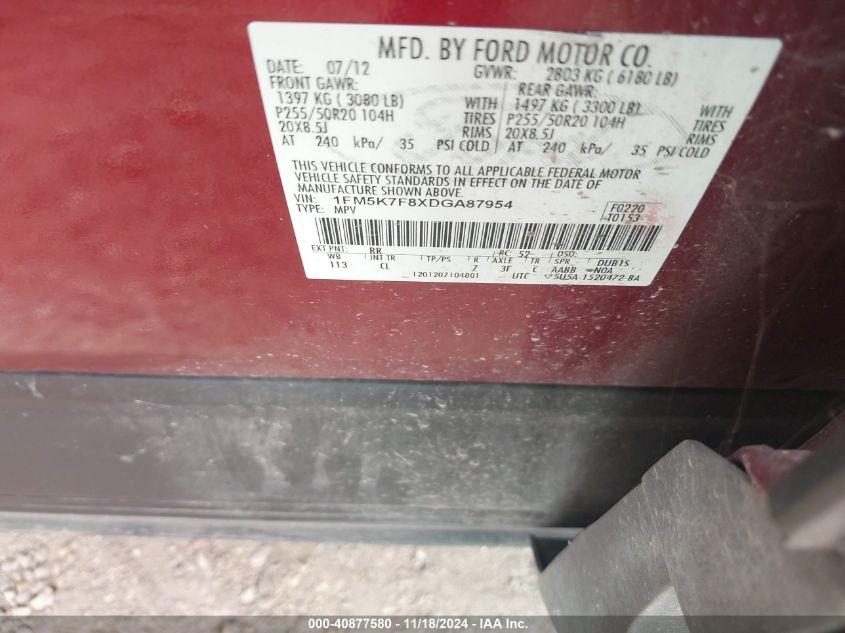 MFD. BY FORD MOTOR CO.
DATE: 07/12 GVWR: 2803 KG ( 6180 LB)
FRONT GAWR: REAR GAWR:
1397 KG ( 3080 LB) WITH 1497 KG ( 3300 LB) WITH
P255/50R20 104H TIRES P255/50R20 104H TIRES
20X8.5J RIMS 20X8.5J RIMS
AT 240 kPa/ 35 PSI COLD AT 240 kPa/ 35 PSI COLD
THIS VEHICLE CONFORMS TO ALL APPLICABLE FEDERAL MOTOR
VEHICLE SAFETY STANDARDS IN EFFECT ON THE DATE OF
MANUFACTURE SHOWN ABOVE.
VIN: 1FM5K7F8XDGA87954 F0220
TYPE: MPV T0153
EXT PNT: RR RC: 52 DSO:
WB INT TR TP/PS R AXLE TR SPR DUB1S
113 CL 7 3F C AABB NQA
1201207104801 UTC 5U5A-1520472-BA
000-40877580 - 11/18/2024 - IAA Inc.